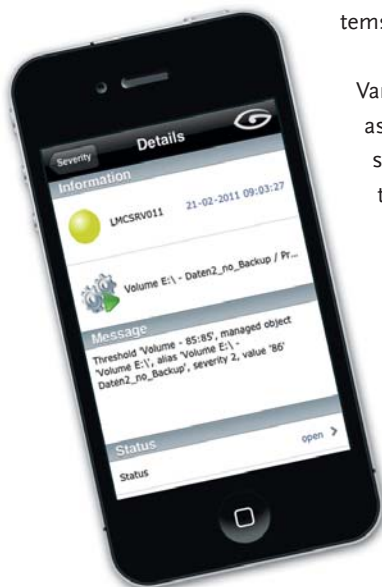 tems
Var
as
s
t
Severity
Details
Information
LMCSRV011
21-02-2011 09:03:27
Volume E:\ - Daten2_no_Backup / Pr...
Message
Threshold 'Volume - 85:85', managed object
'Volume E:\', alias 'Volume E:\ -
Daten2_no_Backup', severity 2, value '86'
Status
Status
open